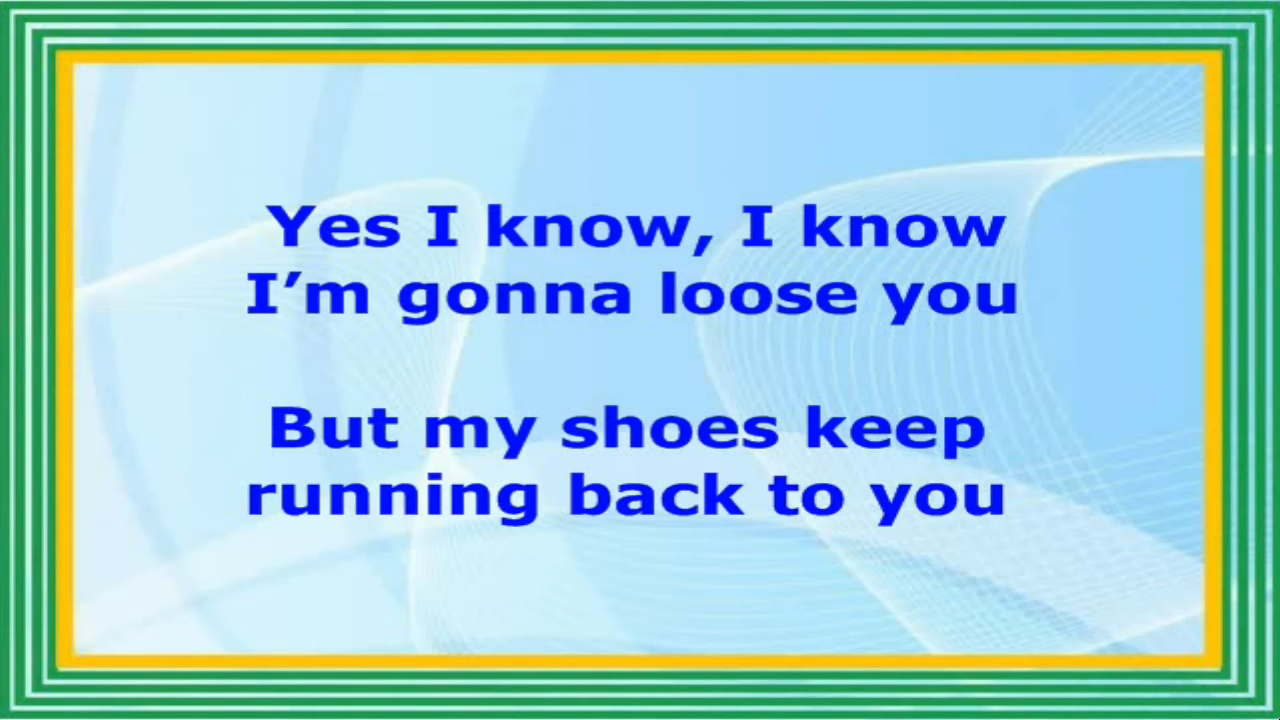 Yes I know, I know
I’m gonna loose you
But my shoes keep
running back to you